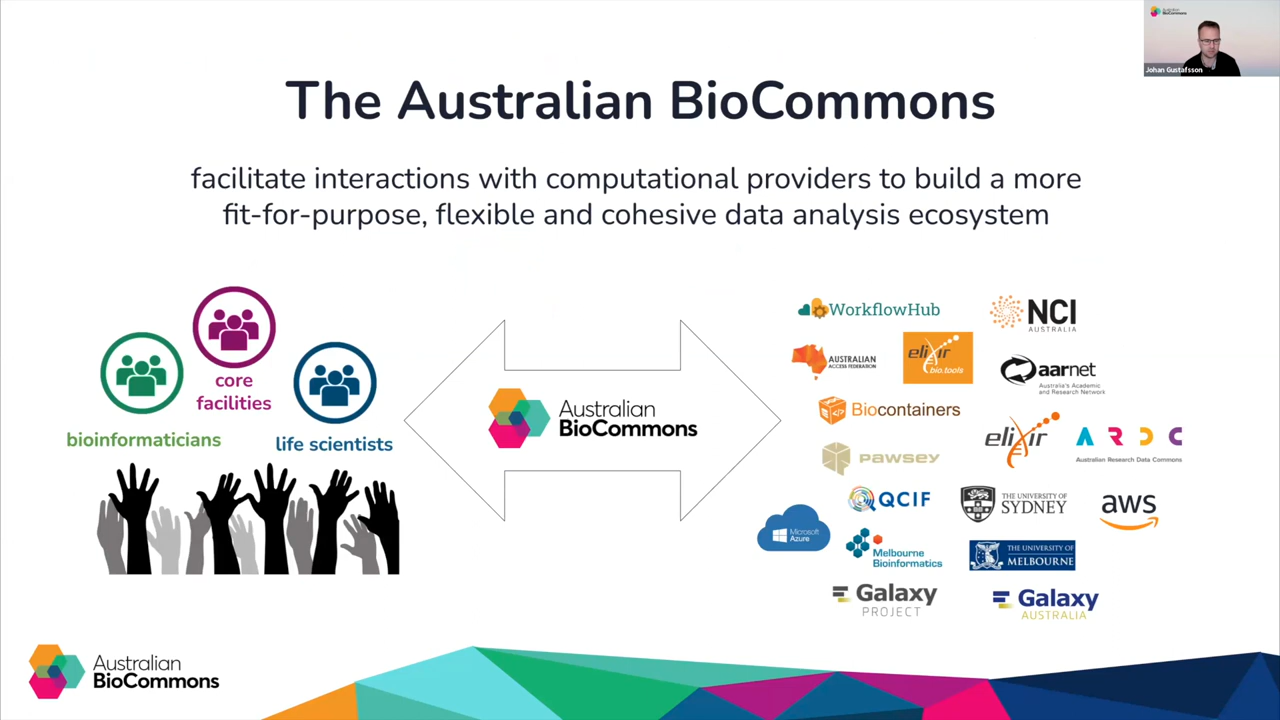 Australian
BioCommons
Johan Gustafsson
The Australian BioCommons
facilitate interactions with computational providers to build a more
fit-for-purpose, flexible and cohesive data analysis ecosystem
core
facilities
bioinformaticians
life scientists
Australian
BioCommons
WorkflowHub
NCI
AUSTRALIA
AUSTRALIAN
ACCESS FEDERATION
elixir
bio.tools
aarnet
Australia's Academic
and Research Network
Biocontainers
elixir
ARDC
Australian Research Data Commons
PAWSEY
QCIF
THE UNIVERSITY OF
SYDNEY
aws
Microsoft
Azure
Melbourne
Bioinformatics
THE UNIVERSITY OF
MELBOURNE
Galaxy
PROJECT
Galaxy
AUSTRALIA
Australian
BioCommons